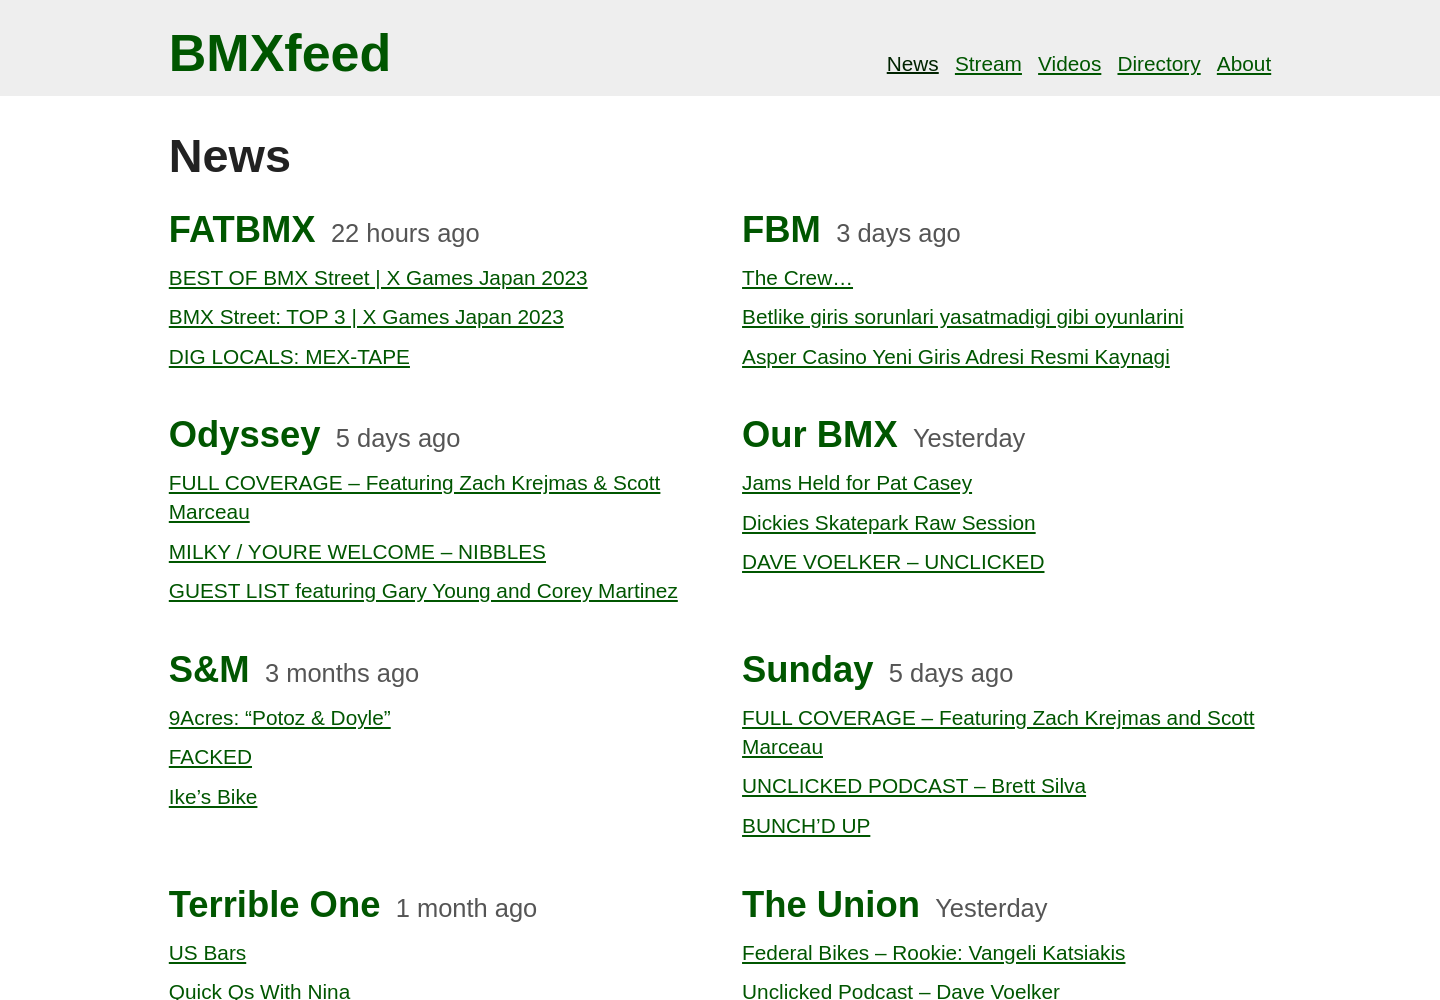 BMXfeed
News Stream Videos Directory About
News
FATBMX 22 hours ago
BEST OF BMX Street | X Games Japan 2023
BMX Street: TOP 3 | X Games Japan 2023
DIG LOCALS: MEX-TAPE
FBM 3 days ago
The Crew…
Betlike giris sorunlari yasatmadigi gibi oyunlarini
Asper Casino Yeni Giris Adresi Resmi Kaynagi
Odyssey 5 days ago
FULL COVERAGE – Featuring Zach Krejmas & Scott
Marceau
MILKY / YOURE WELCOME – NIBBLES
GUEST LIST featuring Gary Young and Corey Martinez
Our BMX Yesterday
Jams Held for Pat Casey
Dickies Skatepark Raw Session
DAVE VOELKER – UNCLICKED
S&M 3 months ago
9Acres: “Potoz & Doyle”
FACKED
Ike’s Bike
Sunday 5 days ago
FULL COVERAGE – Featuring Zach Krejmas and Scott
Marceau
UNCLICKED PODCAST – Brett Silva
BUNCH’D UP
Terrible One 1 month ago
US Bars
Quick Qs With Nina
The Union Yesterday
Federal Bikes – Rookie: Vangeli Katsiakis
Unclicked Podcast – Dave Voelker